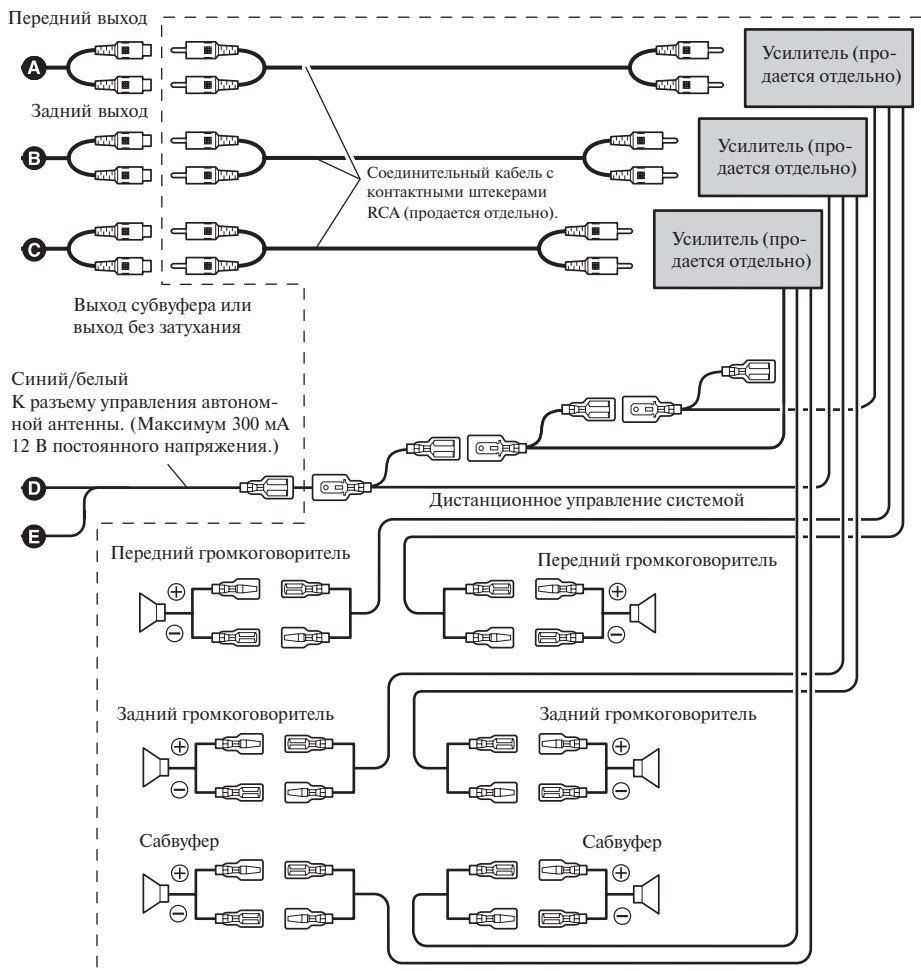 Передний выход
A
Усилитель (про-
дается отдельно)
Задний выход
B
Усилитель (про-
дается отдельно)
Соединительный кабель с
контактными штекерами
RCA (продается отдельно).
C
Усилитель (про-
дается отдельно)
Выход субвуфера или
выход без затухания
Синий/белый
К разъему управления автоном-
ной антенны. (Максимум 300 мА
12 В постоянного напряжения.)
D
Дистанционное управление системой
E
Передний громкоговоритель
Передний громкоговоритель
+
−
+
−
Задний громкоговоритель
Задний громкоговоритель
+
−
+
−
Сабвуфер
Сабвуфер
+
−
+
−